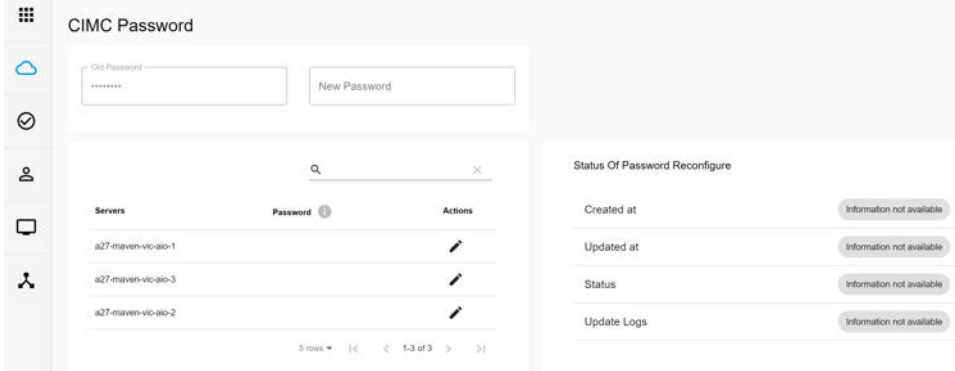 CIMC Password
Old Password
••••••••
New Password
Servers Password Actions
a27-maven-vic-aio-1
a27-maven-vic-aio-3
a27-maven-vic-aio-2
5 rows 1-3 of 3
Status Of Password Reconfigure
Created at Information not available
Updated at Information not available
Status Information not available
Update Logs Information not available